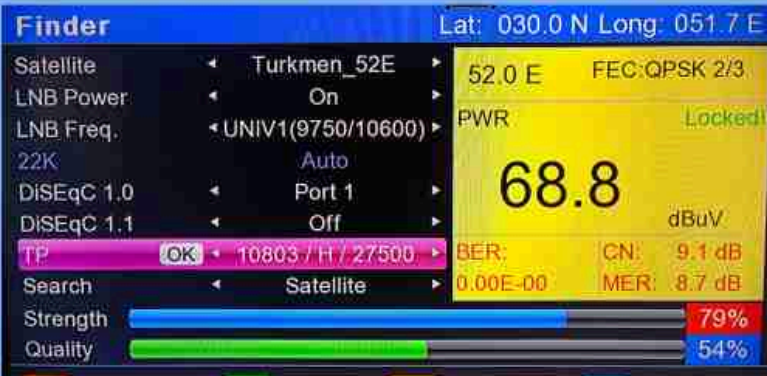 Finder Lat: 030.0 N Long: 051.7 E
Satellite Turkmen_52E
LNB Power On
LNB Freq. UNIV1(9750/10600)
22K Auto
DiSEqC 1.0 Port 1
DiSEqC 1.1 Off
TP OK 10803 / H / 27500
Search Satellite
52.0 E FEC:QPSK 2/3
PWR Locked!
68.8
dBuV
BER: CN: 9.1 dB
0.00E-00 MER: 8.7 dB
Strength 79%
Quality 54%